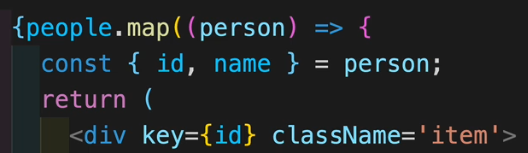 {people.map((person) => {
const { id, name } = person;
return (
<div key={id} className='item'>